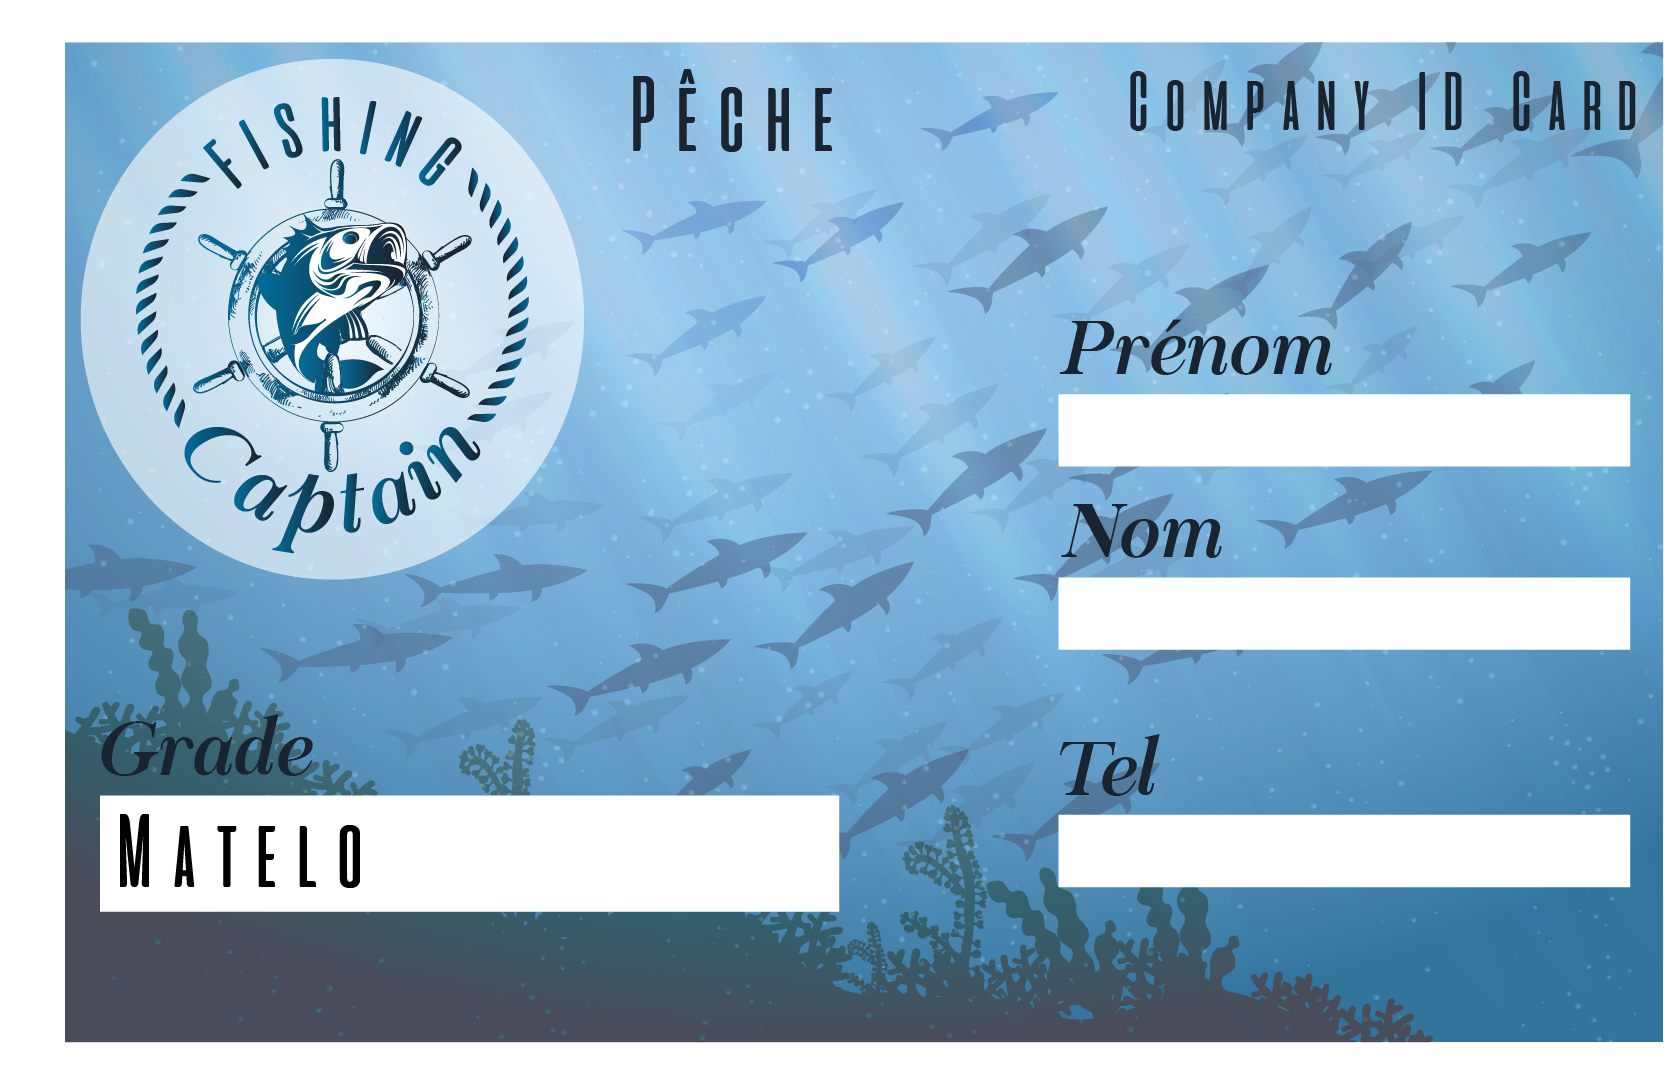 FISHING
Captain
PÊCHE
COMPANY ID CARD
Prénom
Nom
Grade
MATELO
Tel